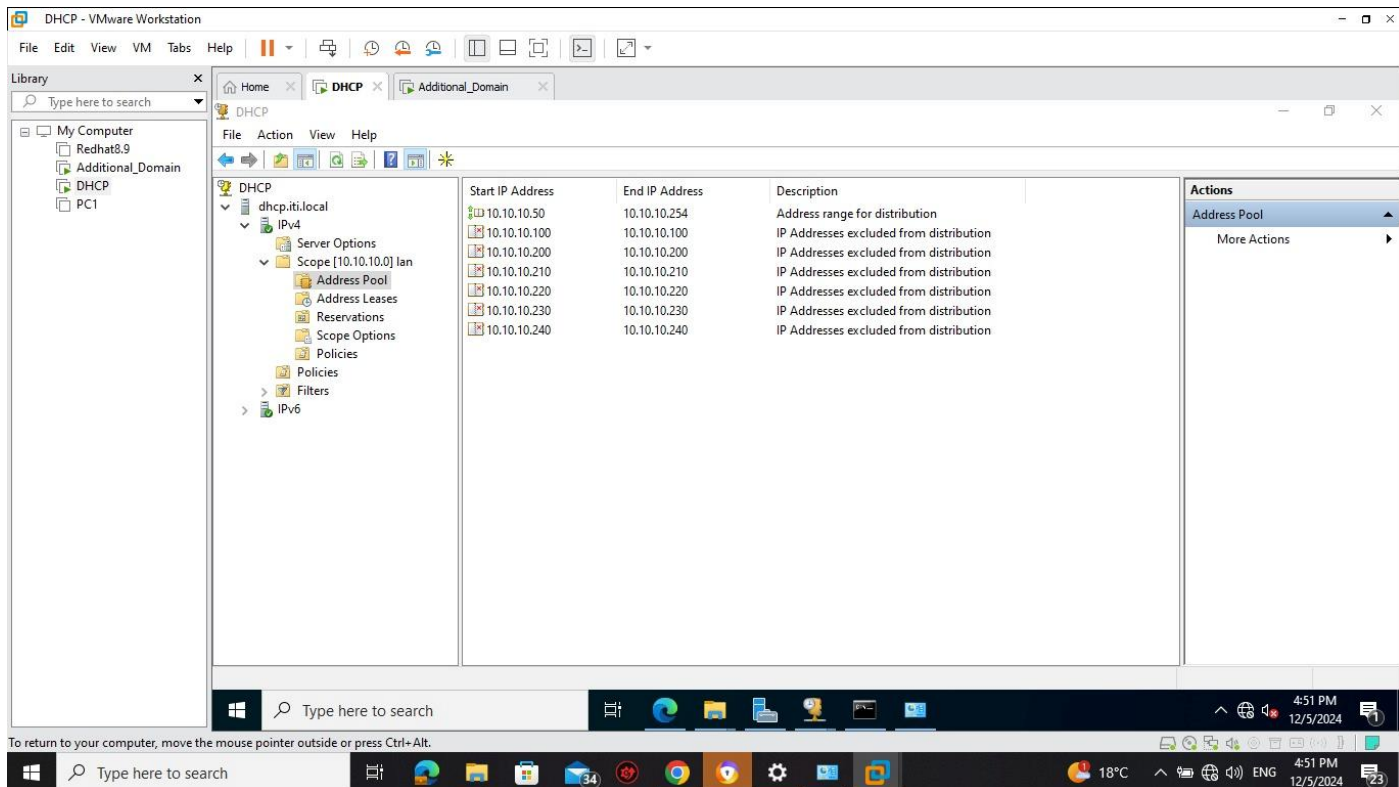 DHCP - VMware Workstation
File Edit View VM Tabs Help
Library
Type here to search
My Computer
Redhat8.9
Additional_Domain
DHCP
PC1
Home DHCP Additional_Domain
DHCP
File Action View Help
DHCP
dhcp.iti.local
IPv4
Server Options
Scope [10.10.10.0] lan
Address Pool
Address Leases
Reservations
Scope Options
Policies
Policies
Filters
IPv6
Start IP Address End IP Address Description
10.10.10.50 10.10.10.254 Address range for distribution
10.10.10.100 10.10.10.100 IP Addresses excluded from distribution
10.10.10.200 10.10.10.200 IP Addresses excluded from distribution
10.10.10.210 10.10.10.210 IP Addresses excluded from distribution
10.10.10.220 10.10.10.220 IP Addresses excluded from distribution
10.10.10.230 10.10.10.230 IP Addresses excluded from distribution
10.10.10.240 10.10.10.240 IP Addresses excluded from distribution
Actions
Address Pool
More Actions
Type here to search
4:51 PM
12/5/2024
1
To return to your computer, move the mouse pointer outside or press Ctrl+Alt.
Type here to search
34
1
18°C
ENG
4:51 PM
12/5/2024
23